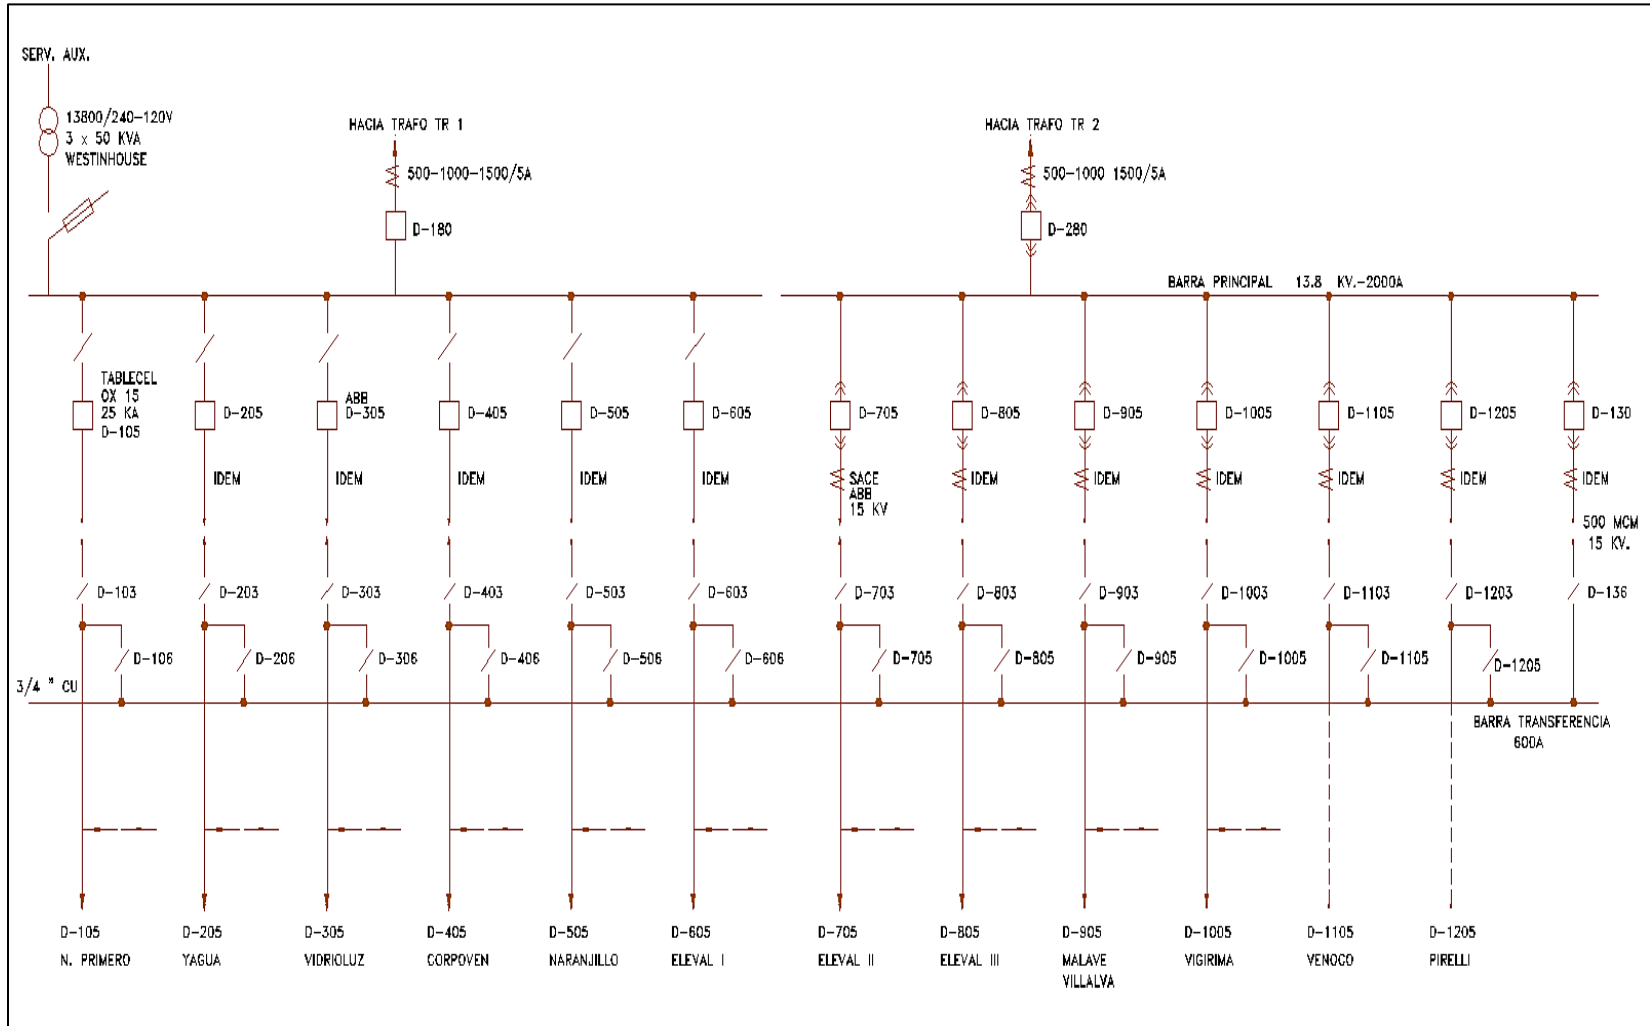 SERV. AUX.
13800/240-120V
3 x 50 KVA
WESTINHOUSE
HACIA TRAFO TR 1
500-1000-1500/5A
D-180
HACIA TRAFO TR 2
500-1000 1500/5A
D-280
BARRA PRINCIPAL 13.8 KV.-2000A
TABLECEL
OX 15
25 KA
D-105
D-205
ABB
D-305
D-405
D-505
D-605
D-705
D-805
D-905
D-1005
D-1105
D-1205
D-130
IDEM
IDEM
IDEM
IDEM
IDEM
SACE
ABB
15 KV
IDEM
IDEM
IDEM
IDEM
IDEM
IDEM
500 MCM
15 KV.
D-103
D-203
D-303
D-403
D-503
D-603
D-703
D-803
D-903
D-1003
D-1103
D-1203
D-136
D-106
D-206
D-306
D-406
D-506
D-606
D-705
D-805
D-905
D-1005
D-1105
D-1205
3/4 " CU
BARRA TRANSFERENCIA
600A
D-105
N. PRIMERO
D-205
YAGUA
D-305
VIDRIOLUZ
D-405
CORPOVEN
D-505
NARANJILLO
D-605
ELEVAL I
D-705
ELEVAL II
D-805
ELEVAL III
D-905
MALAVE
VILLALVA
D-1005
VIGIRIMA
D-1105
VENOCO
D-1205
PIRELLI